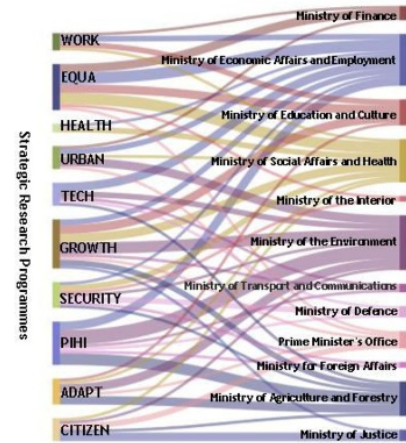 Strategic Research Programmes
WORK
EQUA
HEALTH
URBAN
TECH
GROWTH
SECURITY
PIHI
ADAPT
CITIZEN
Ministry of Finance
Ministry of Economic Affairs and Employment
Ministry of Education and Culture
Ministry of Social Affairs and Health
Ministry of the Interior
Ministry of the Environment
Ministry of Transport and Communications
Ministry of Defence
Prime Minister's Office
Ministry for Foreign Affairs
Ministry of Agriculture and Forestry
Ministry of Justice